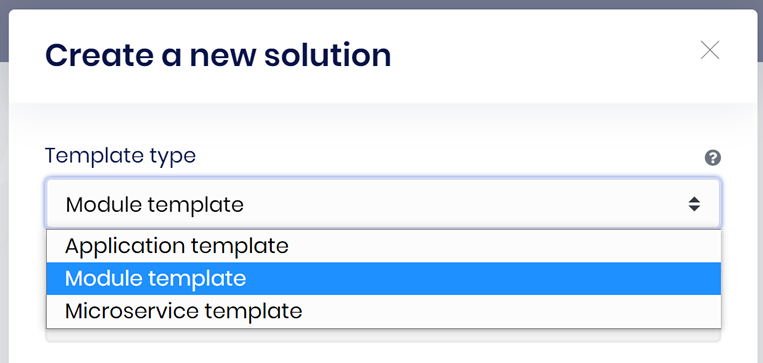 Create a new solution
Template type
Module template
Application template
Module template
Microservice template